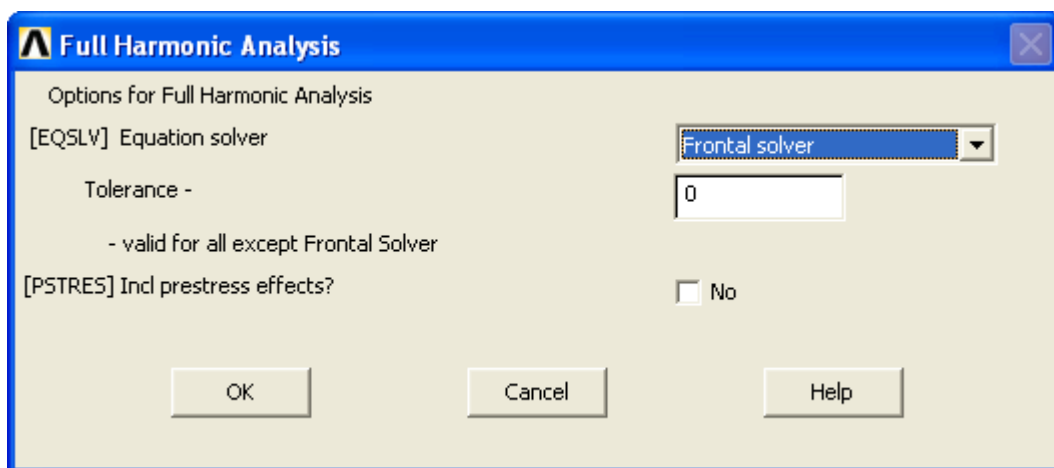 Full Harmonic Analysis
Options for Full Harmonic Analysis
[EQSLV] Equation solver
Frontal solver
Tolerance -
0
- valid for all except Frontal Solver
[PSTRES] Incl prestress effects?
No
OK
Cancel
Help